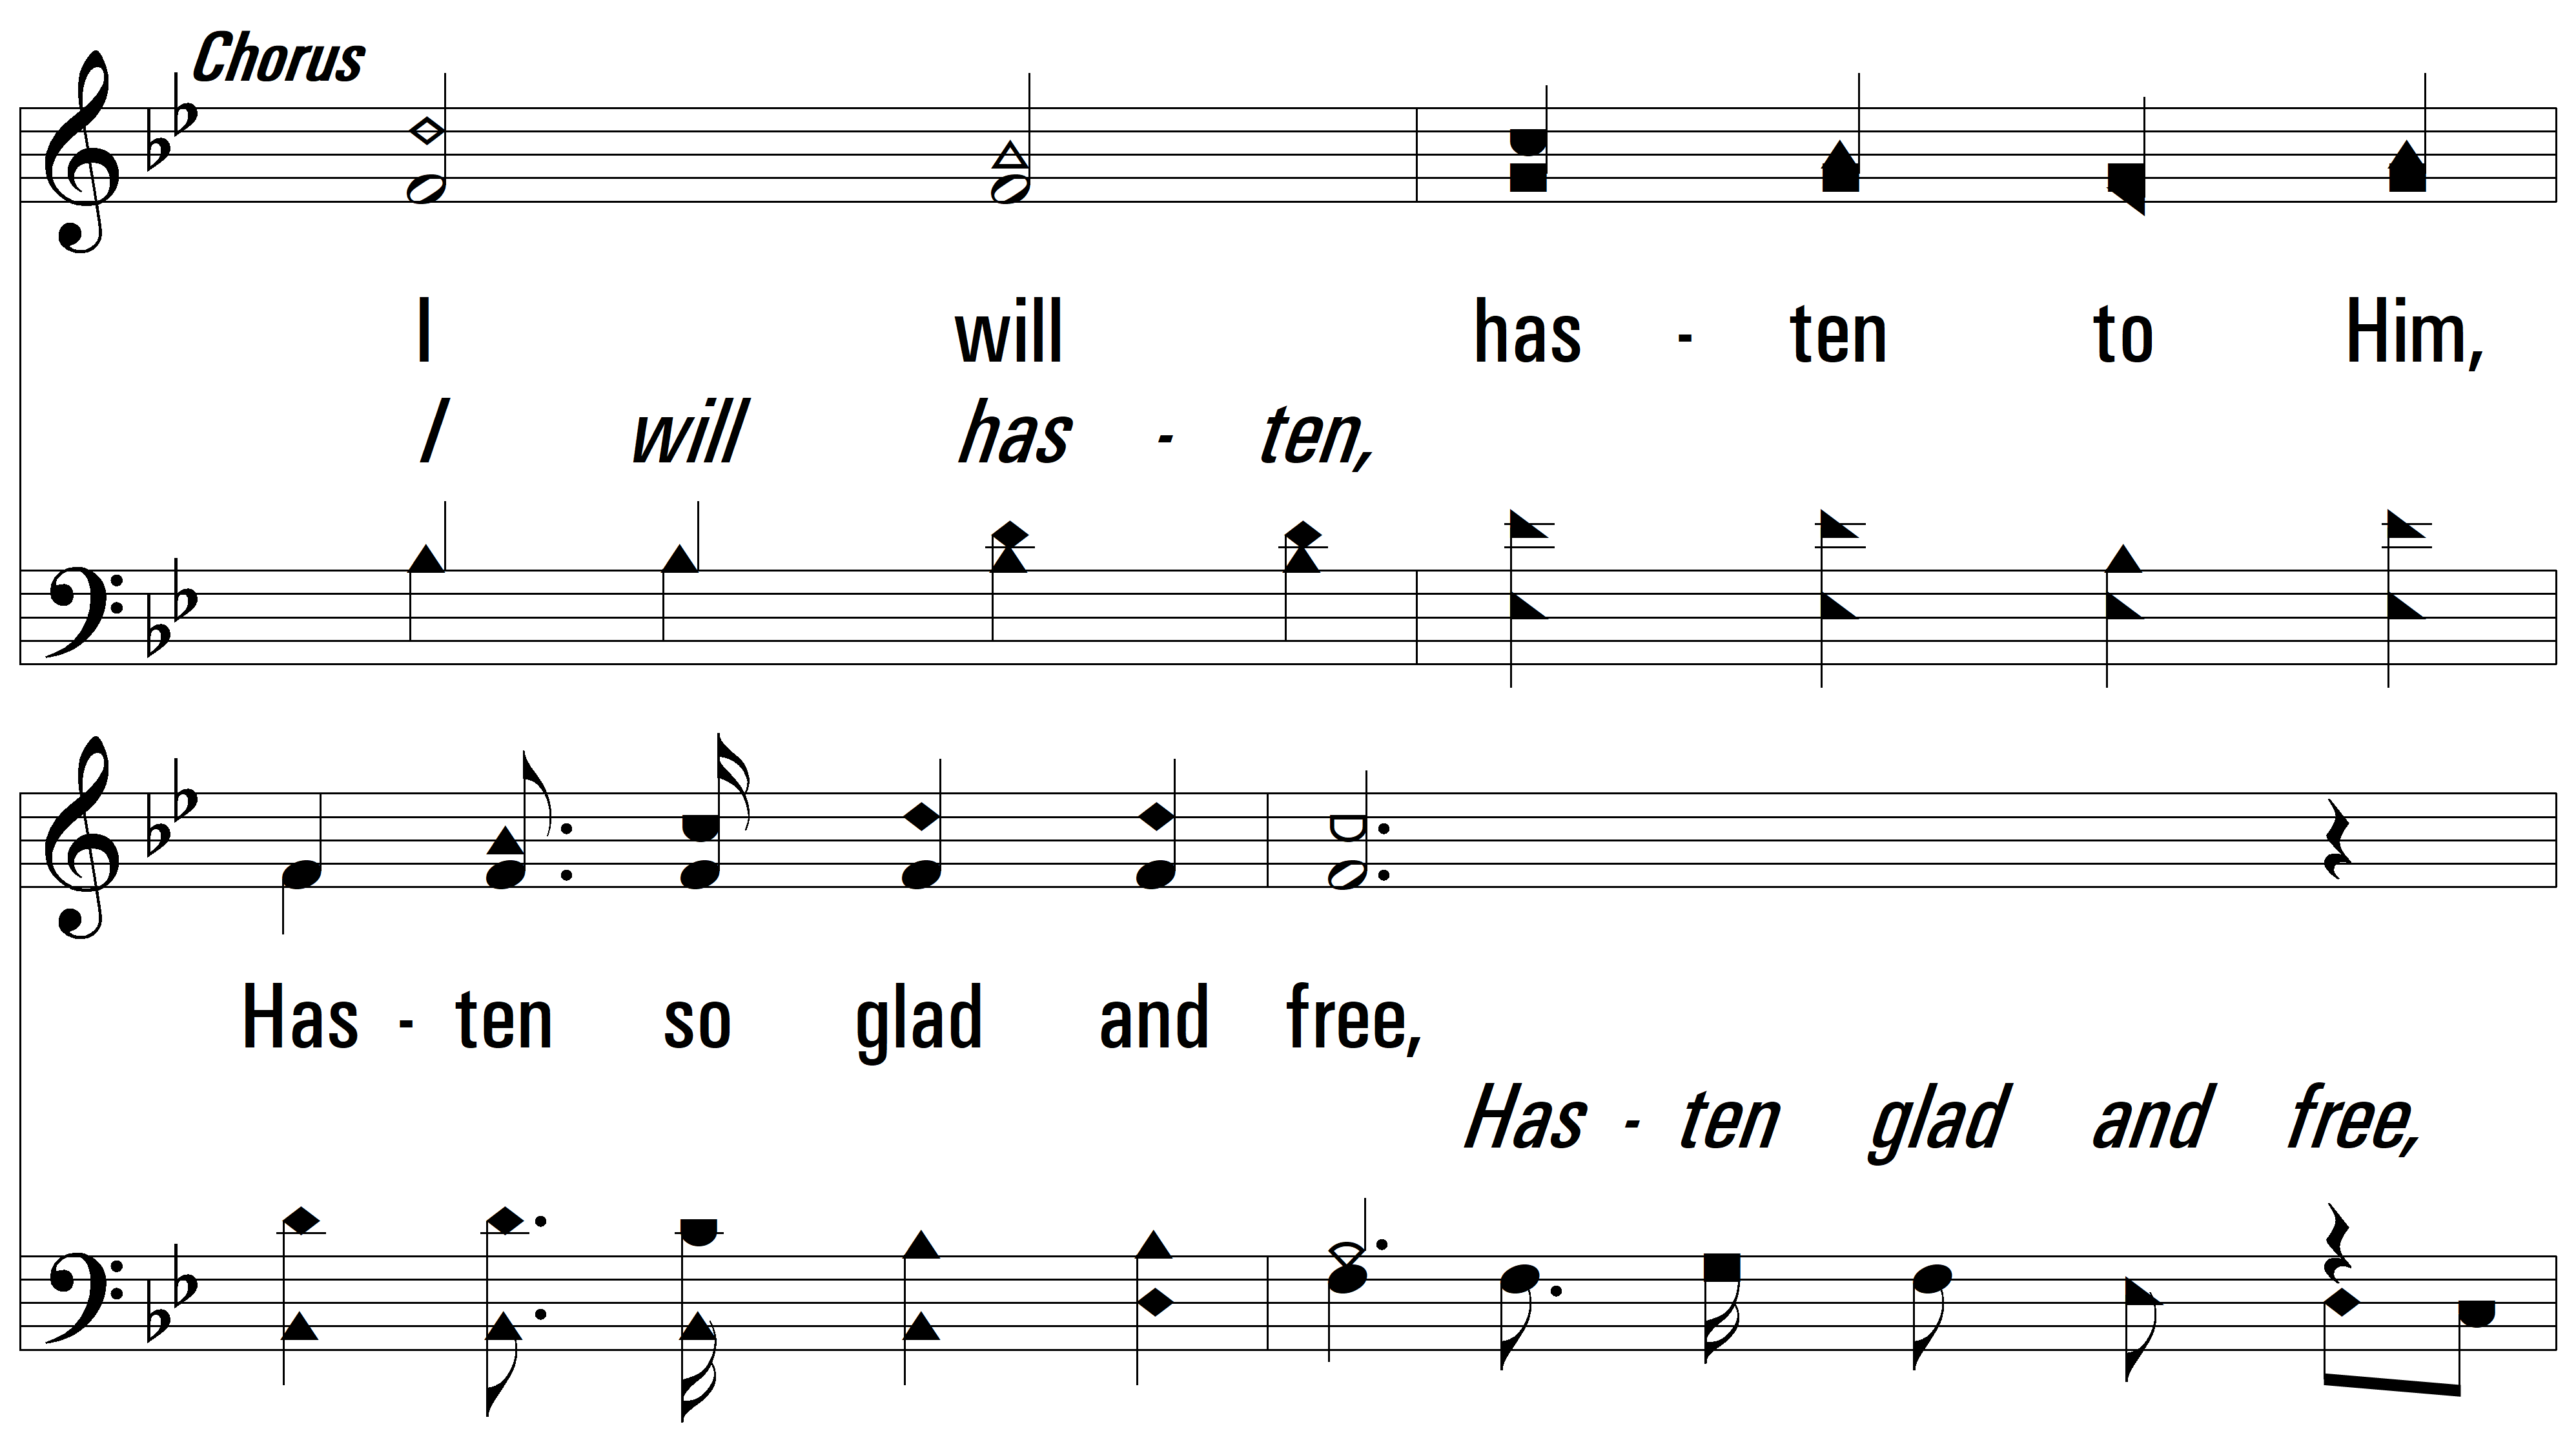 Chorus
I will has - ten to Him,
I will has - ten,
Has - ten so glad and free,
Has - ten glad and free,